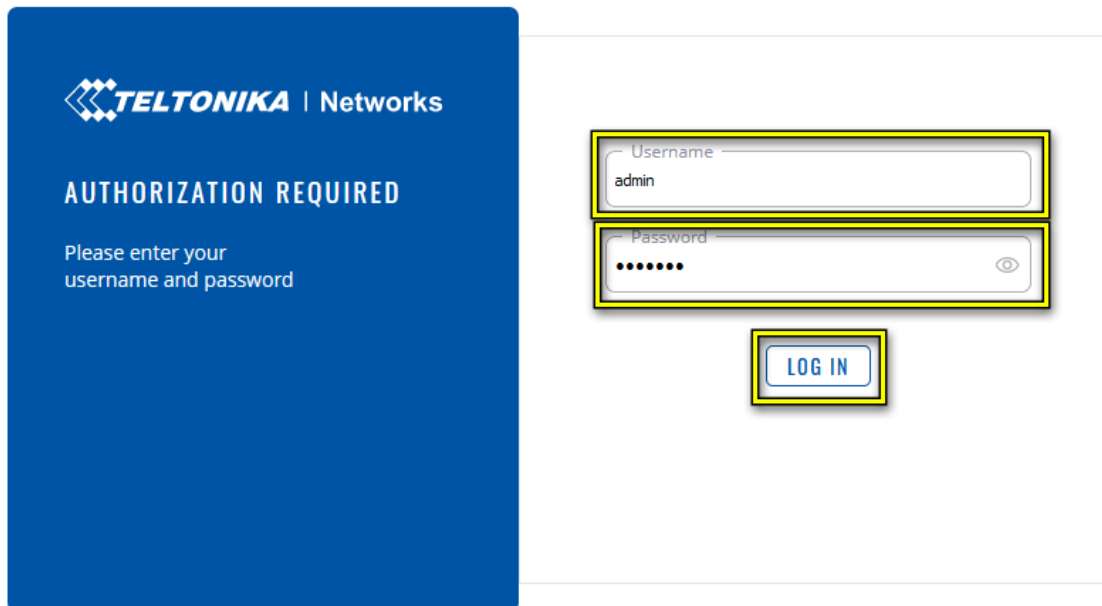 TELTONIKA | Networks
AUTHORIZATION REQUIRED
Please enter your
username and password
Username
admin
Password
•••••••
LOG IN